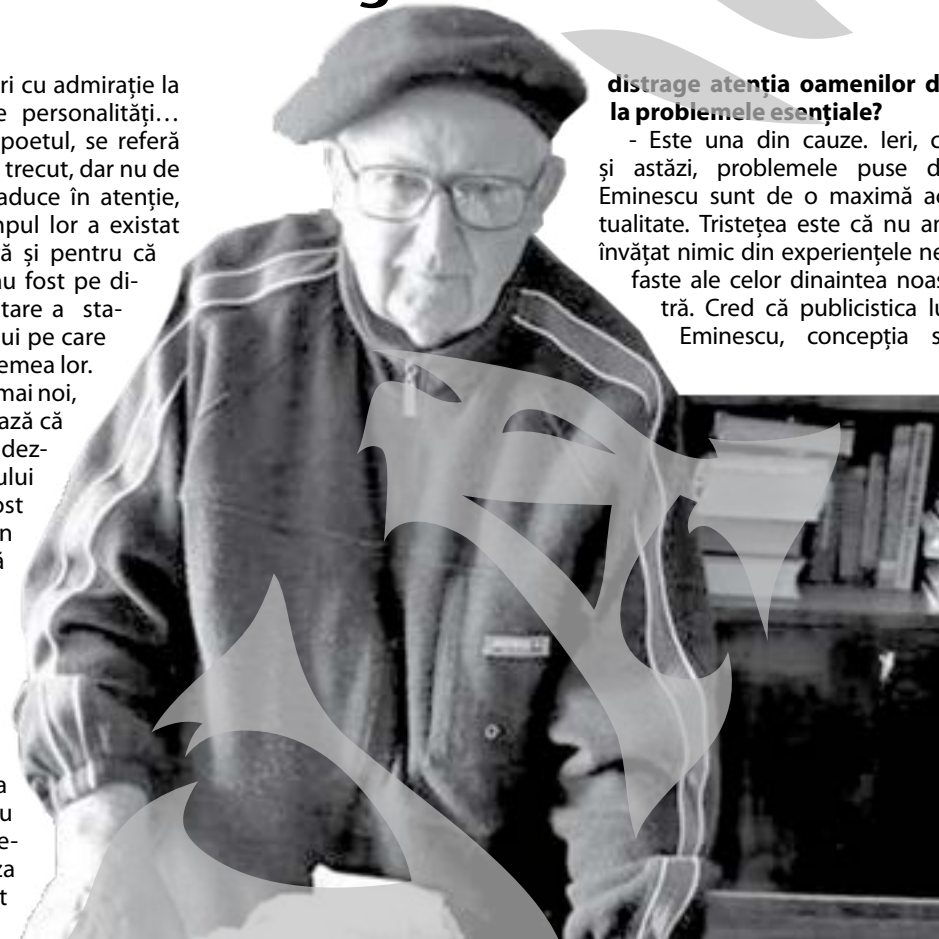 ri cu admirație la
e personalități…
poetul, se referă
trecut, dar nu de
aduce în atenție,
mpul lor a existat
ă și pentru că
au fost pe di-
tare a sta-
ui pe care
emea lor.
mai noi,
ază că
dez-
ului
ost
n
ă
a
u
e-
za
t
distrage atenția oamenilor d
la problemele esențiale?
- Este una din cauze. Ieri, c
și astăzi, problemele puse d
Eminescu sunt de o maximă ac
tualitate. Tristețea este că nu an
învățat nimic din experiențele ne
faste ale celor dinaintea noas
tră. Cred că publicistica lu
Eminescu, concepția s